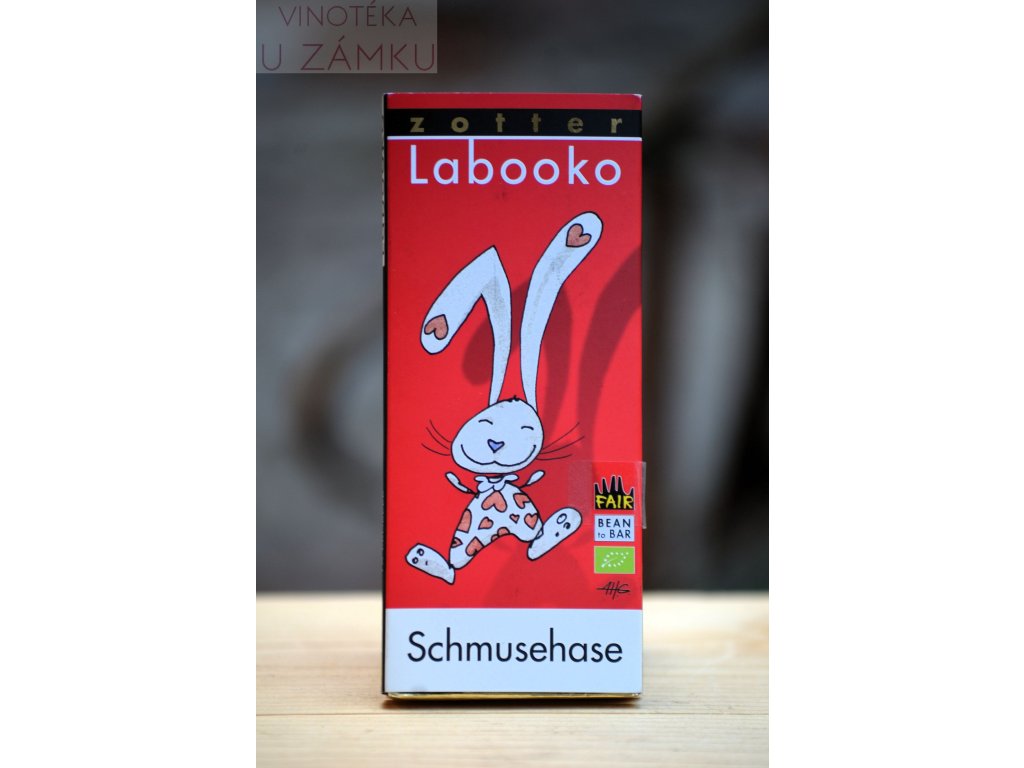 VINOTÉKA
U ZÁMKU
zotter
Labooko
FAIR
BEAN
to BAR
Schmusehase